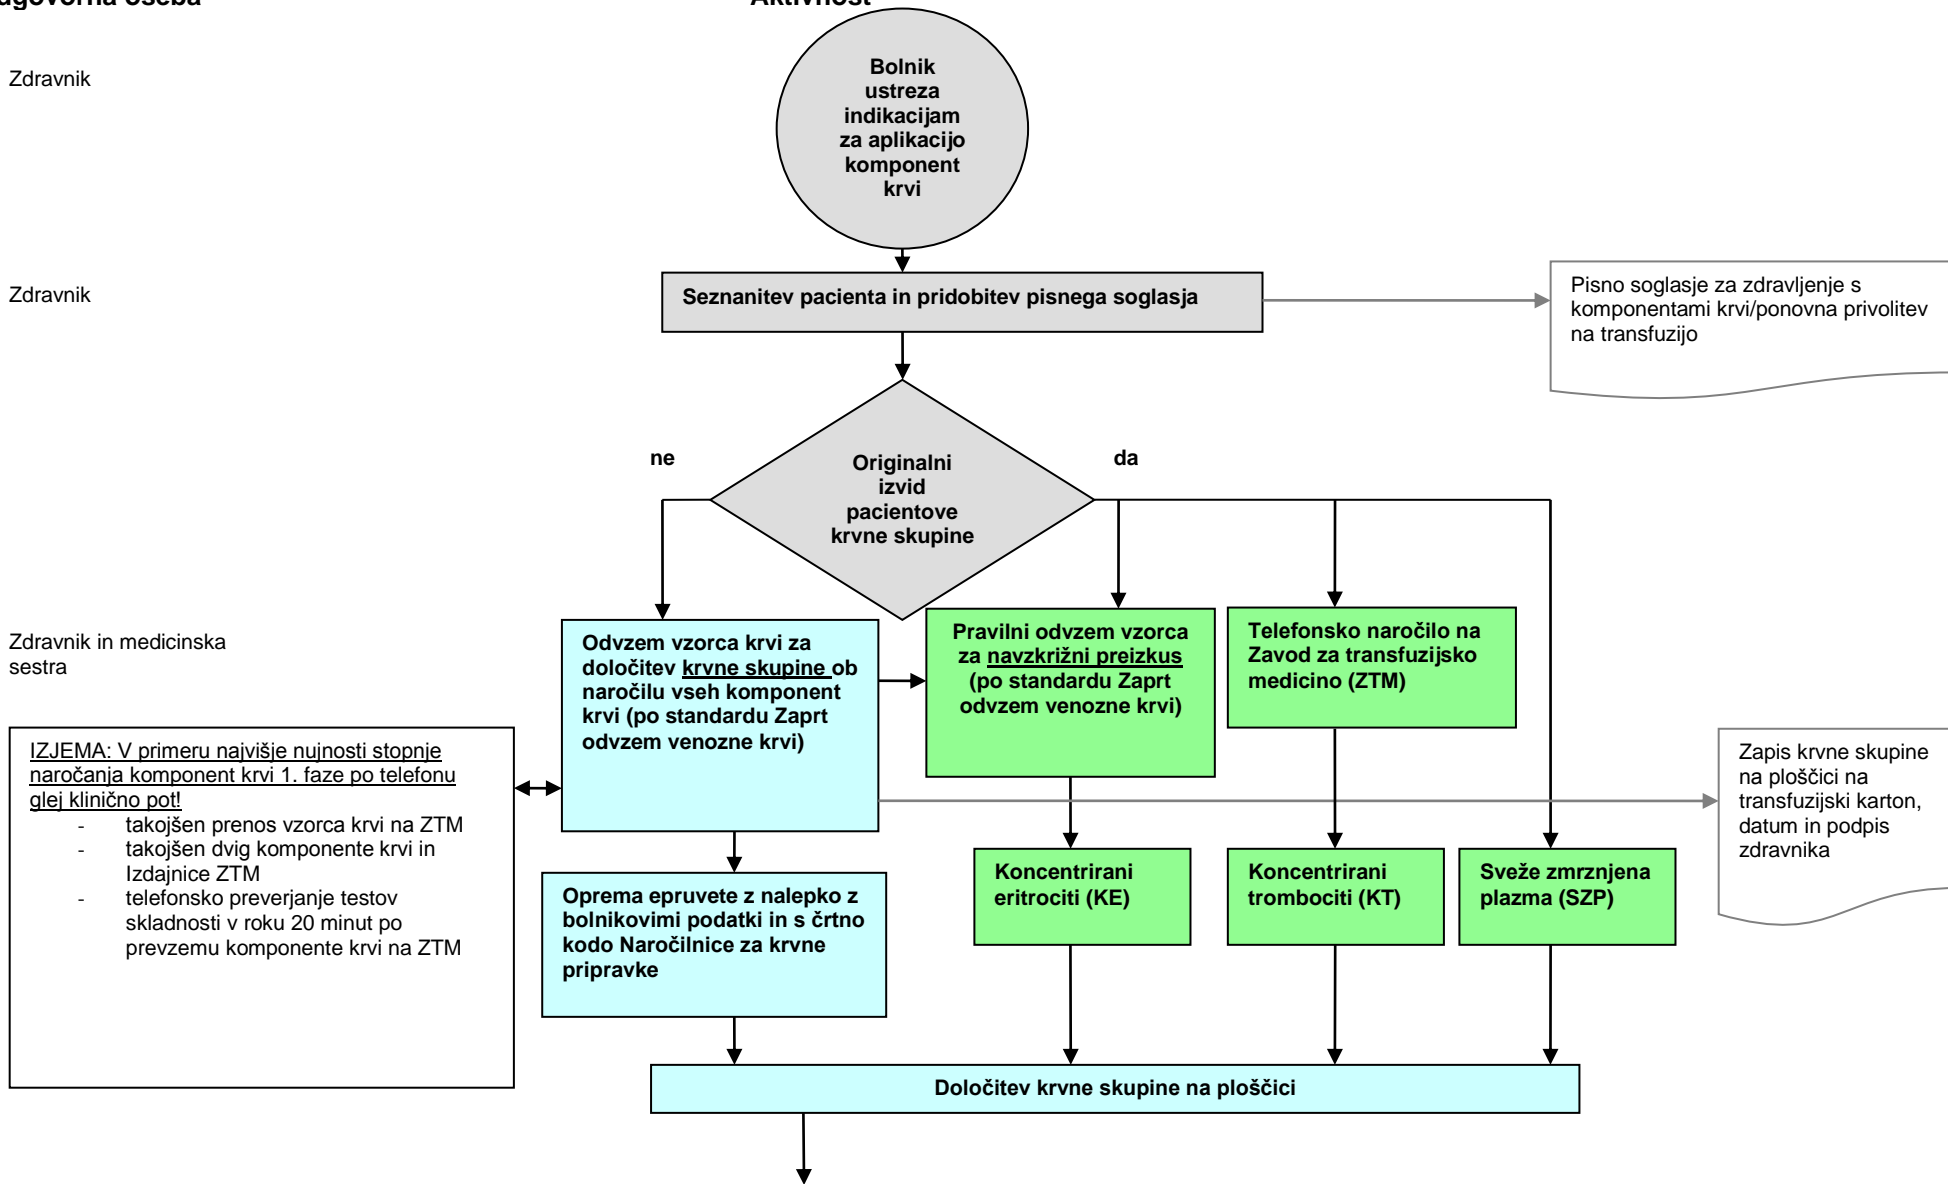 Aktivnost
Zdravnik
Bolnik
ustreza
indikacijam
za aplikacijo
komponent
krvi
Zdravnik
Seznanitev pacienta in pridobitev pisnega soglasja
Pisno soglasje za zdravljenje s
komponentami krvi/ponovna privolitev
na transfuzijo
ne
Originalni
izvid
pacientove
krvne skupine
da
Zdravnik in medicinska
sestra
Odvzem vzorca krvi za
določitev krvne skupine ob
naročilu vseh komponent
krvi (po standardu Zaprt
odvzem venozne krvi)
Pravilni odvzem vzorca
za navzkrižni preizkus
(po standardu Zaprt
odvzem venozne krvi)
Telefonsko naročilo na
Zavod za transfuzijsko
medicino (ZTM)
IZJEMA: V primeru najvišje nujnosti stopnje
naročanja komponent krvi 1. faze po telefonu
glej klinično pot!
- takojšen prenos vzorca krvi na ZTM
- takojšen dvig komponente krvi in
Izdajnice ZTM
- telefonsko preverjanje testov
skladnosti v roku 20 minut po
prevzemu komponente krvi na ZTM
Zapis krvne skupine
na ploščici na
transfuzijski karton,
datum in podpis
zdravnika
Oprema epruvete z nalepko z
bolnikovimi podatki in s črtno
kodo Naročilnice za krvne
pripravke
Koncentrirani
eritrociti (KE)
Koncentrirani
trombociti (KT)
Sveže zmrznjena
plazma (SZP)
Določitev krvne skupine na ploščici